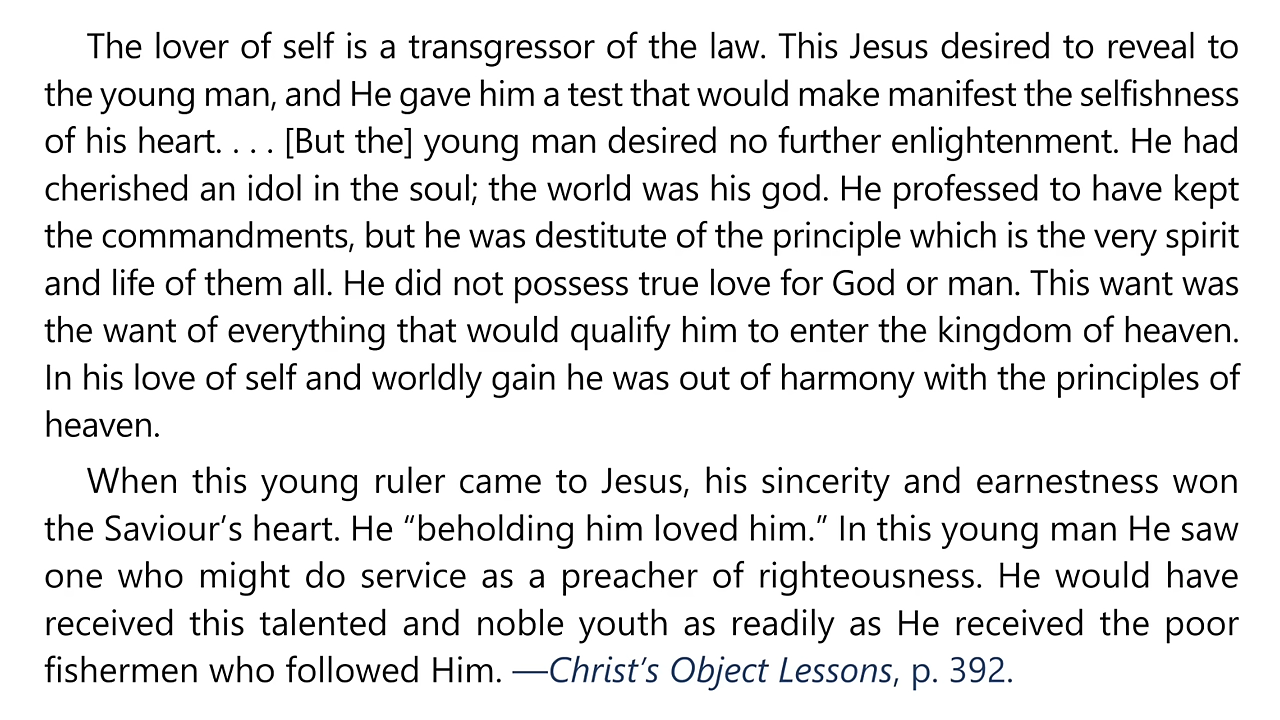 The lover of self is a transgressor of the law. This Jesus desired to reveal to
the young man, and He gave him a test that would make manifest the selfishness
of his heart. . . . [But the] young man desired no further enlightenment. He had
cherished an idol in the soul; the world was his god. He professed to have kept
the commandments, but he was destitute of the principle which is the very spirit
and life of them all. He did not possess true love for God or man. This want was
the want of everything that would qualify him to enter the kingdom of heaven.
In his love of self and worldly gain he was out of harmony with the principles of
heaven.
When this young ruler came to Jesus, his sincerity and earnestness won
the Saviour’s heart. He “beholding him loved him.” In this young man He saw
one who might do service as a preacher of righteousness. He would have
received this talented and noble youth as readily as He received the poor
fishermen who followed Him. —Christ’s Object Lessons, p. 392.